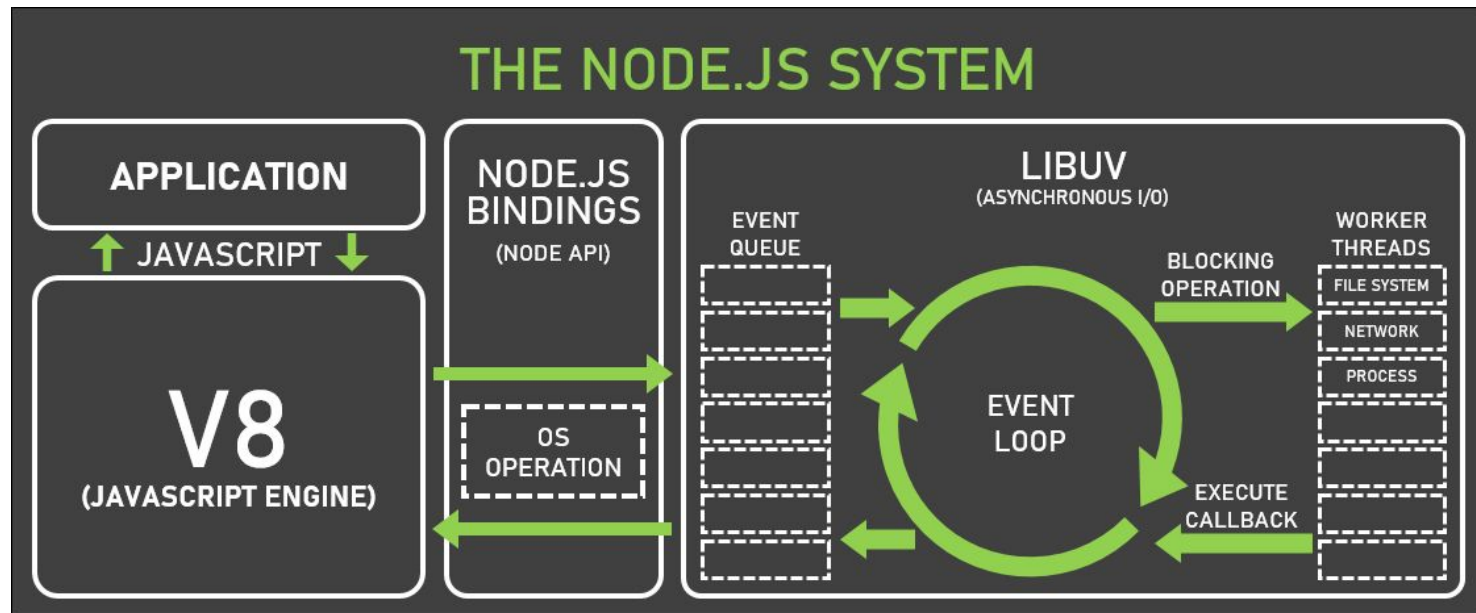 THE NODE.JS SYSTEM
APPLICATION
JAVASCRIPT
V8
(JAVASCRIPT ENGINE)
NODE.JS
BINDINGS
(NODE API)
OS
OPERATION
LIBUV
(ASYNCHRONOUS I/O)
EVENT
QUEUE
EVENT
LOOP
BLOCKING
OPERATION
EXECUTE
CALLBACK
WORKER
THREADS
FILE SYSTEM
NETWORK
PROCESS